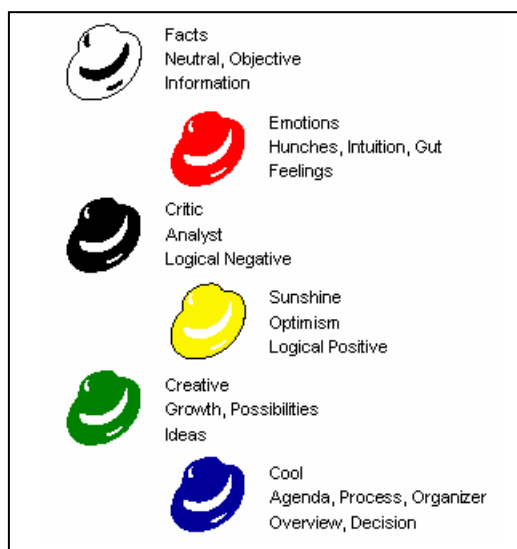 Facts
Neutral, Objective
Information
Emotions
Hunches, Intuition, Gut
Feelings
Critic
Analyst
Logical Negative
Sunshine
Optimism
Logical Positive
Creative
Growth, Possibilities
Ideas
Cool
Agenda, Process, Organizer
Overview, Decision